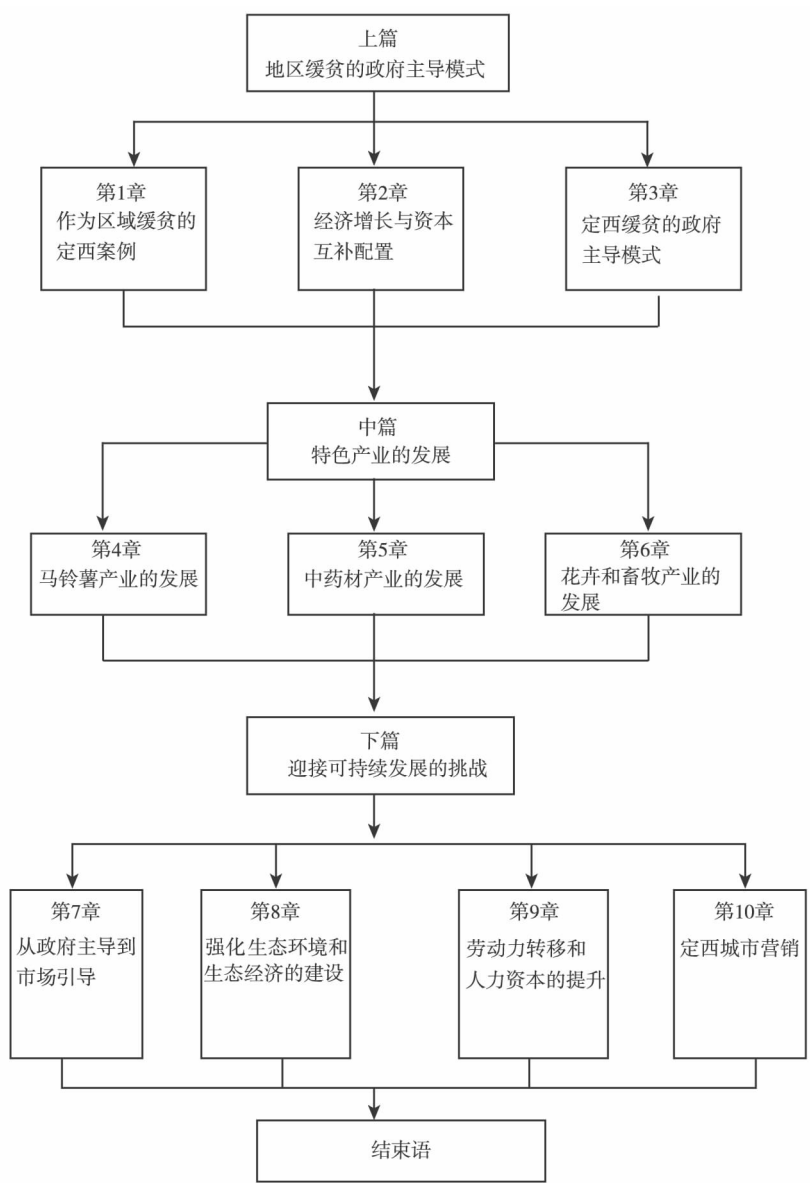 上篇
地区缓贫的政府主导模式
第1章
作为区域缓贫的
定西案例
第2章
经济增长与资本
互补配置
第3章
定西缓贫的政府
主导模式
中篇
特色产业的发展
第4章
马铃薯产业的发展
第5章
中药材产业的发展
第6章
花卉和畜牧产业的
发展
下篇
迎接可持续发展的挑战
第7章
从政府主导到
市场引导
第8章
强化生态环境和
生态经济的建设
第9章
劳动力转移和
人力资本的提升
第10章
定西城市营销
结束语